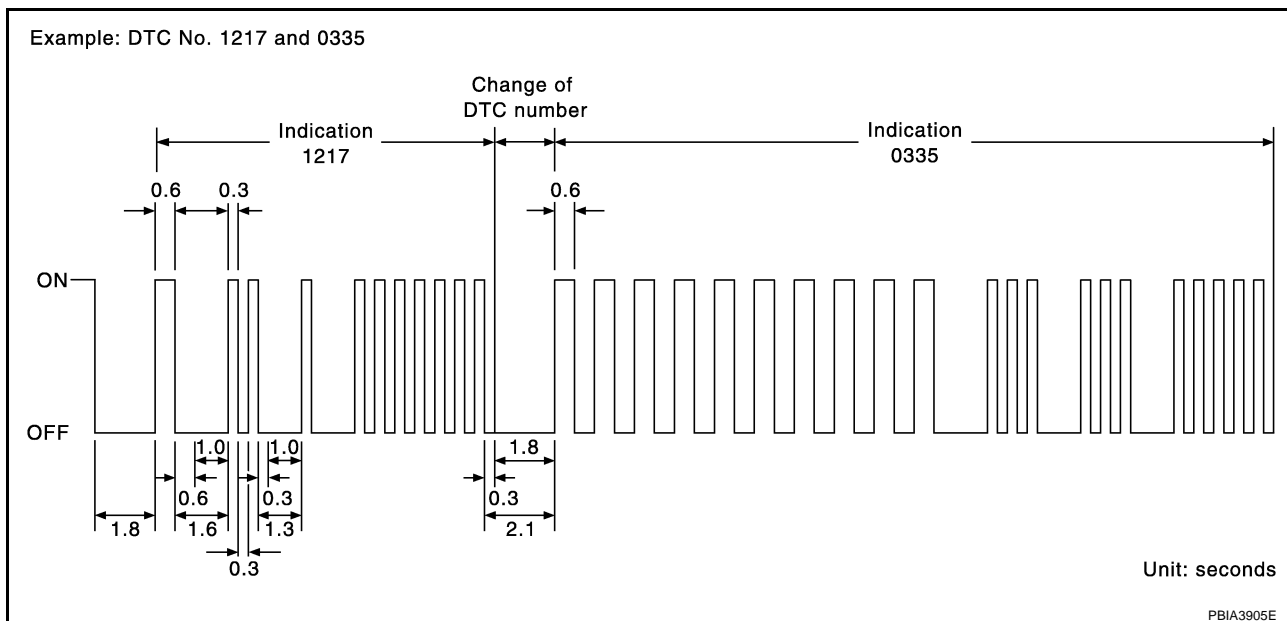 Example: DTC No. 1217 and 0335
Change of
DTC number
Indication
1217
Indication
0335
0.6
0.3
0.6
ON
OFF
1.0
1.0
1.8
0.6
0.3
0.3
1.8
1.6
1.3
2.1
0.3
Unit: seconds
PBIA3905E